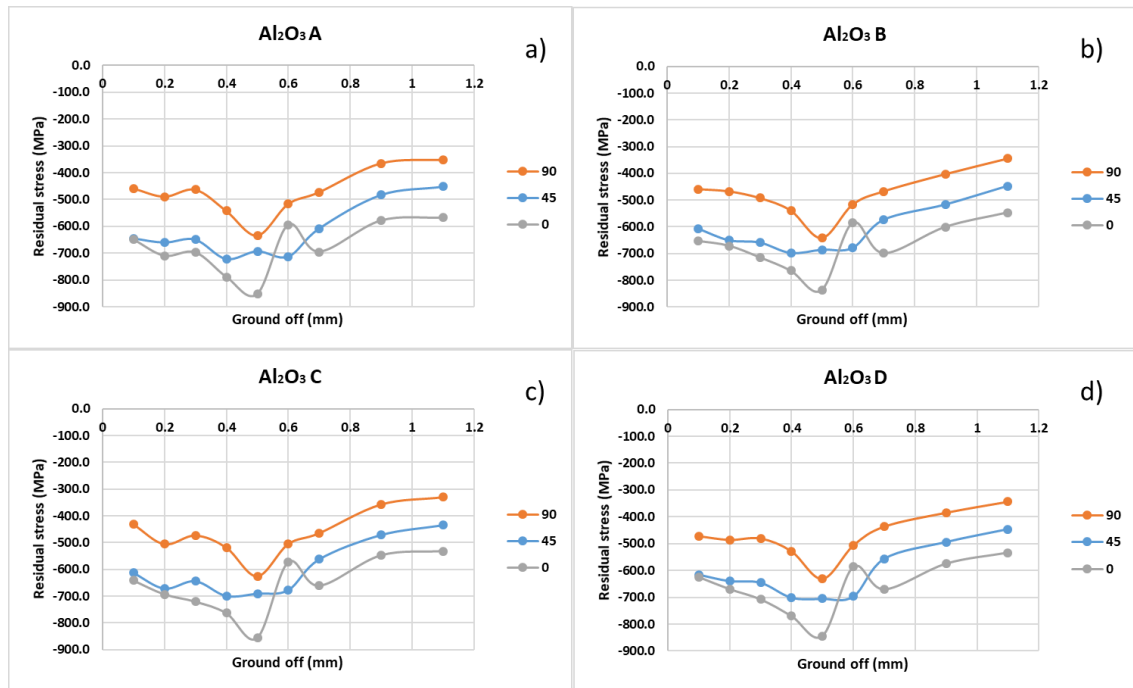 Al₂O₃ A
a)
0.0
0 0.2 0.4 0.6 0.8 1 1.2
-100.0
-200.0
-300.0
-400.0
-500.0
-600.0
-700.0
-800.0
-900.0
Residual stress (MPa)
Ground off (mm)
90
45
0
Al₂O₃ B
b)
0.0
0 0.2 0.4 0.6 0.8 1 1.2
-100.0
-200.0
-300.0
-400.0
-500.0
-600.0
-700.0
-800.0
-900.0
Residual stress (MPa)
Ground off (mm)
90
45
0
Al₂O₃ C
c)
0.0
0 0.2 0.4 0.6 0.8 1 1.2
-100.0
-200.0
-300.0
-400.0
-500.0
-600.0
-700.0
-800.0
-900.0
Residual stress (MPa)
Ground off (mm)
90
45
0
Al₂O₃ D
d)
0.0
0 0.2 0.4 0.6 0.8 1 1.2
-100.0
-200.0
-300.0
-400.0
-500.0
-600.0
-700.0
-800.0
-900.0
Residual stress (MPa)
Ground off (mm)
90
45
0